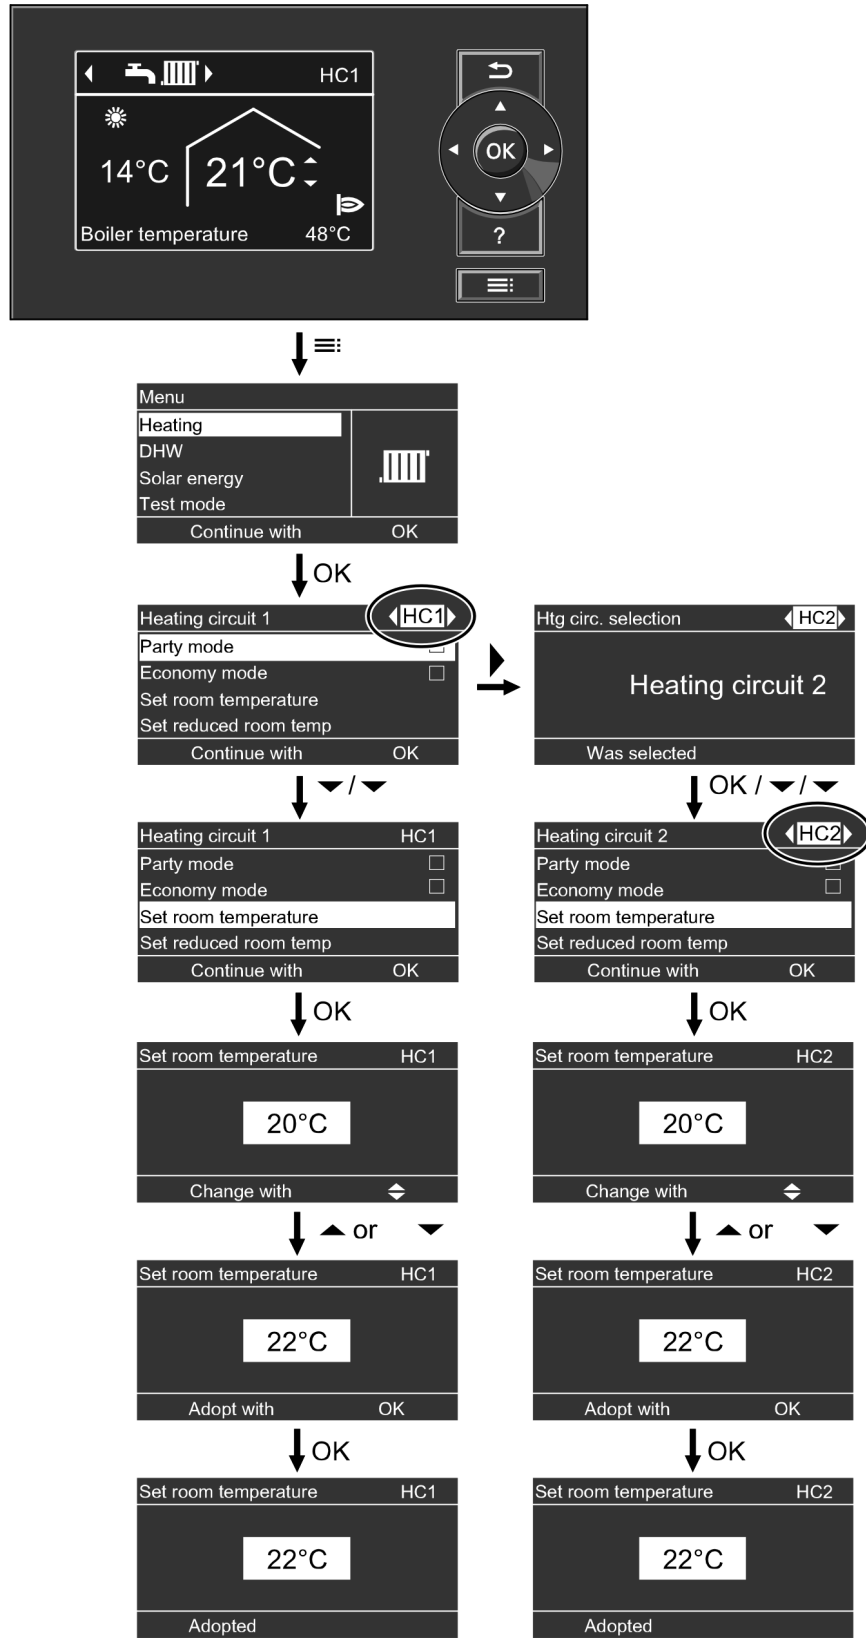 HC1
14°C 21°C
Boiler temperature 48°C
OK
?
Menu
Heating
DHW
Solar energy
Test mode
Continue with OK
OK
Heating circuit 1 HC1
Party mode
Economy mode
Set room temperature
Set reduced room temp
Continue with OK
Htg circ. selection HC2
Heating circuit 2
Was selected
/
OK / /
Heating circuit 1 HC1
Party mode
Economy mode
Set room temperature
Set reduced room temp
Continue with OK
Heating circuit 2 HC2
Party mode
Economy mode
Set room temperature
Set reduced room temp
Continue with OK
OK
OK
Set room temperature HC1
20°C
Change with
Set room temperature HC2
20°C
Change with
or
or
Set room temperature HC1
22°C
Adopt with OK
Set room temperature HC2
22°C
Adopt with OK
OK
OK
Set room temperature HC1
22°C
Adopted
Set room temperature HC2
22°C
Adopted